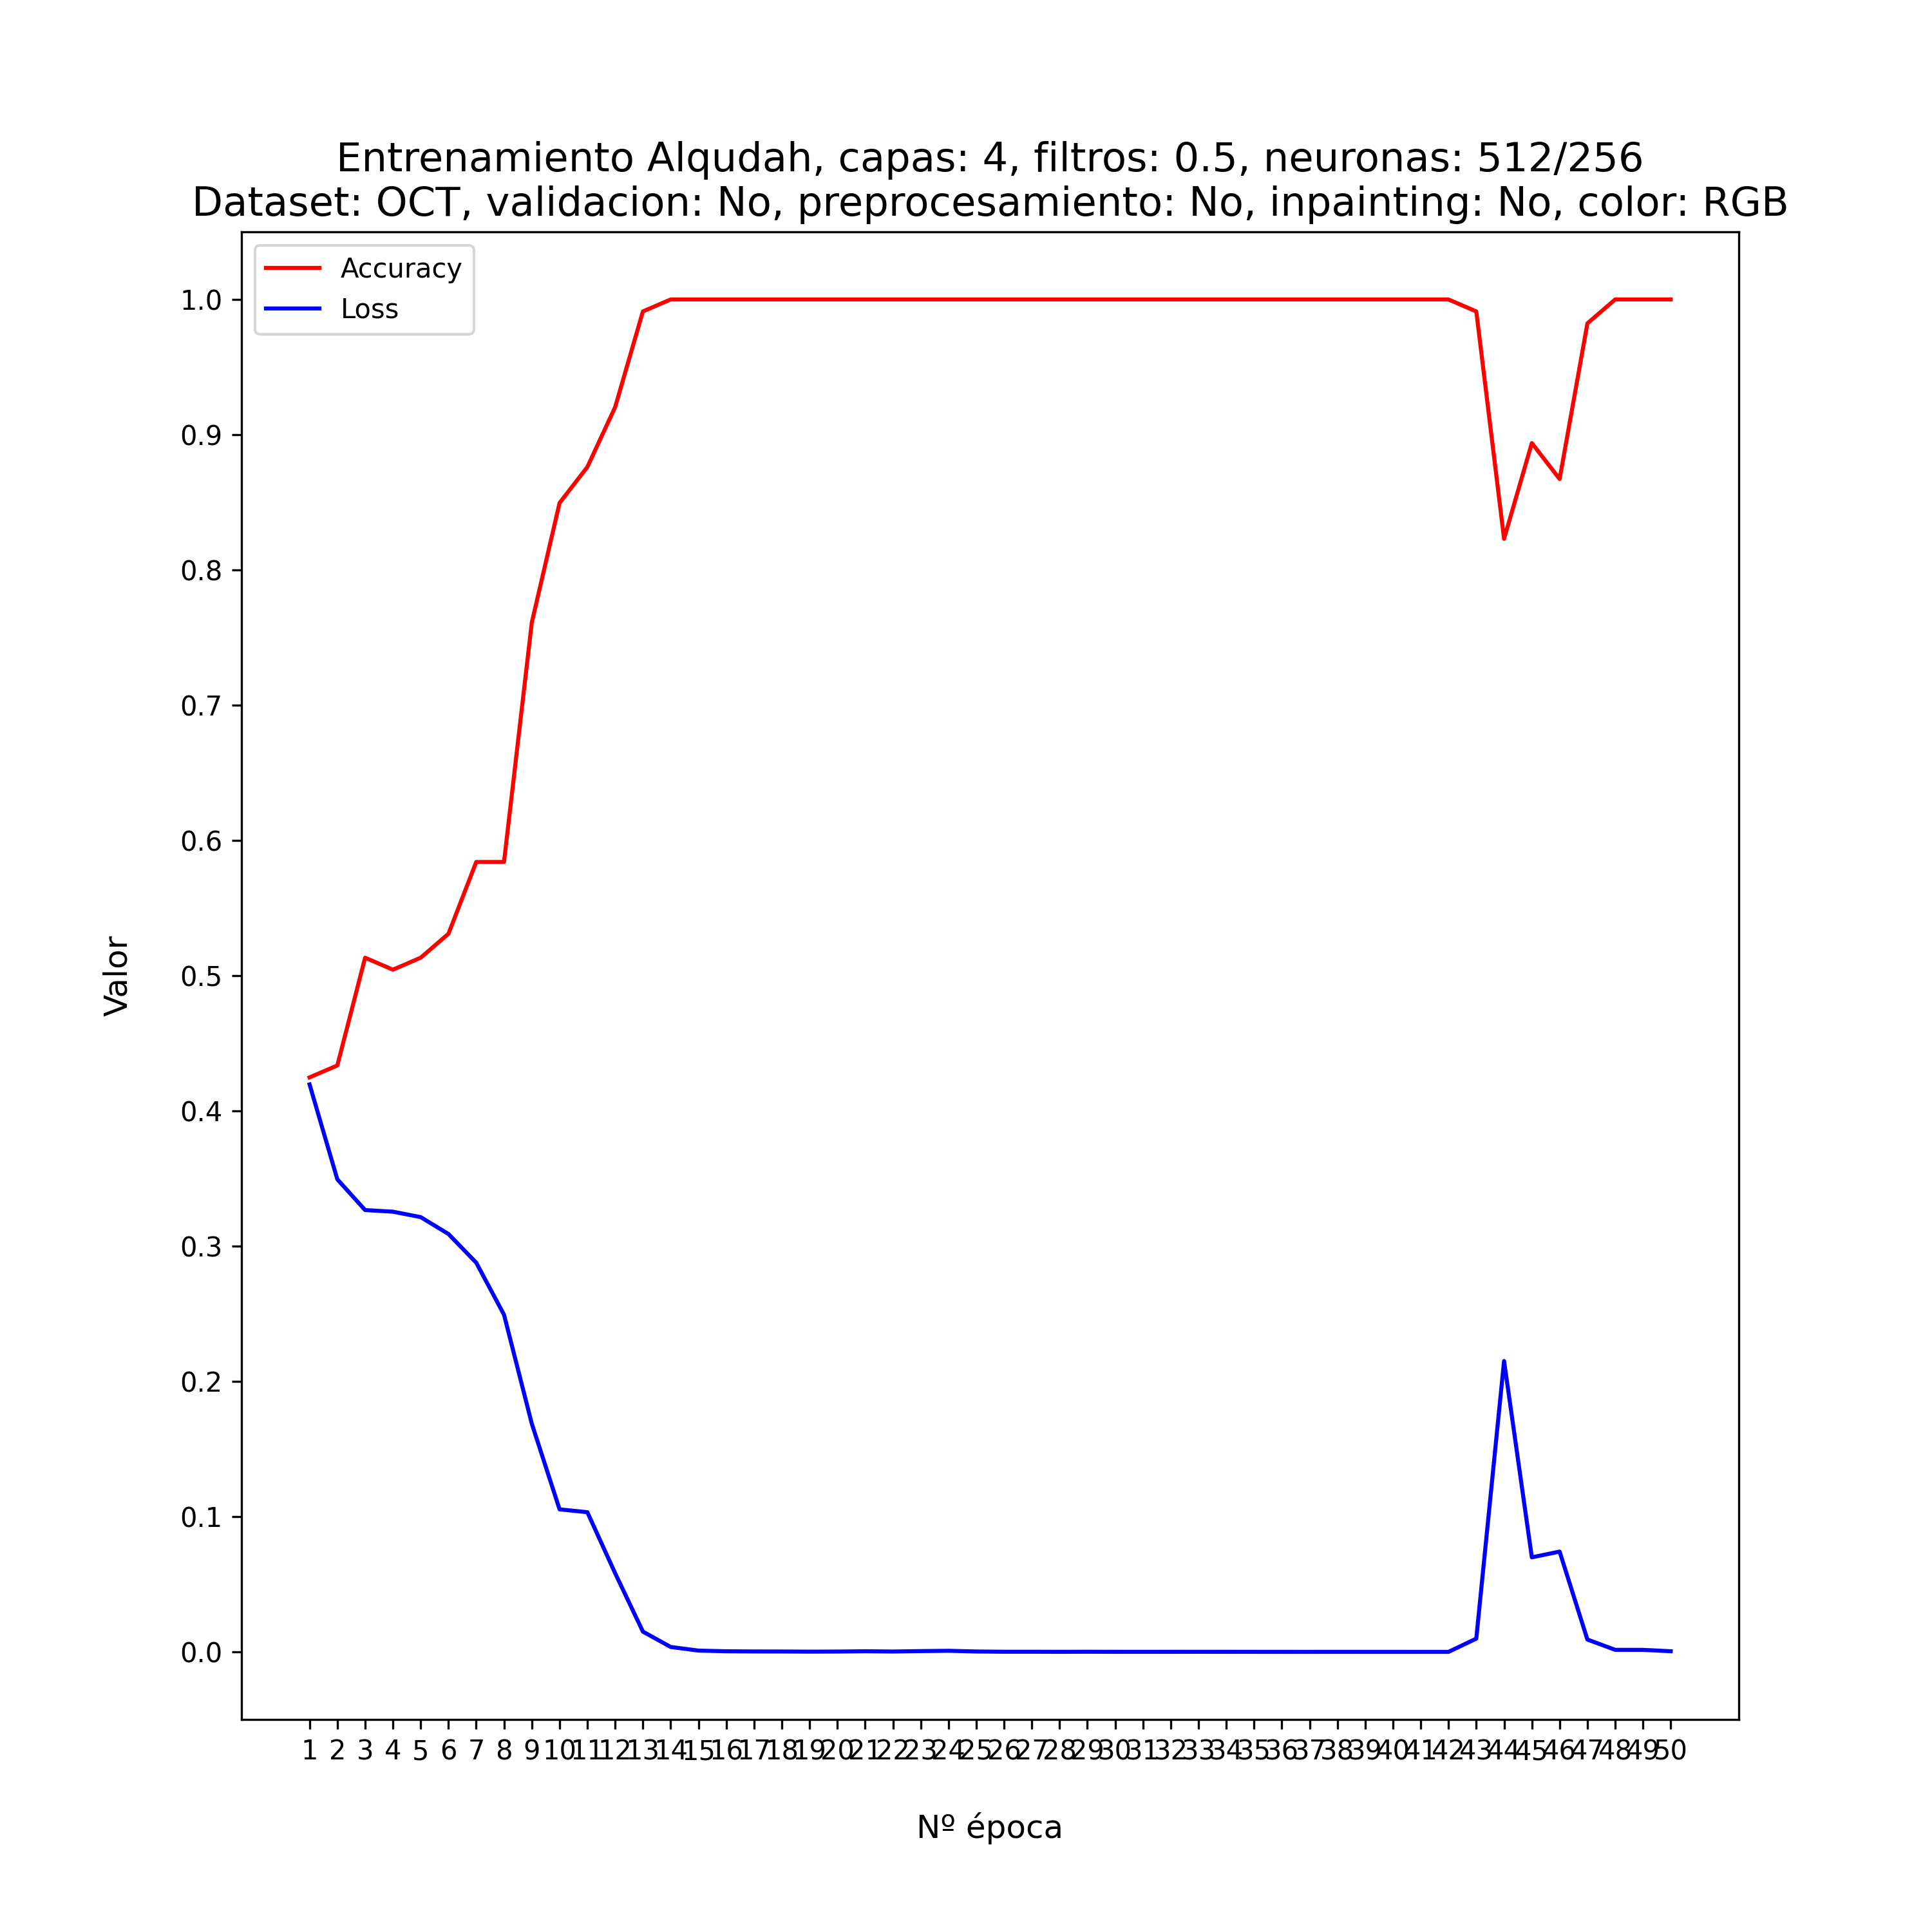 Entrenamiento Alqudah, capas: 4, filtros: 0.5, neuronas: 512/256
Dataset: OCT, validacion: No, preprocesamiento: No, inpainting: No, color: RGB
Accuracy
Loss
1.0
0.9
0.8
0.7
0.6
0.5
0.4
0.3
0.2
0.1
0.0
Valor
1 2 3 4 5 6 7 8 9 10 11 12 13 14 15 16 17 18 19 20 21 22 23 24 25 26 27 28 29 30 31 32 33 34 35 36 37 38 39 40 41 42 43 44 45 46 47 48 49 50
Nº época